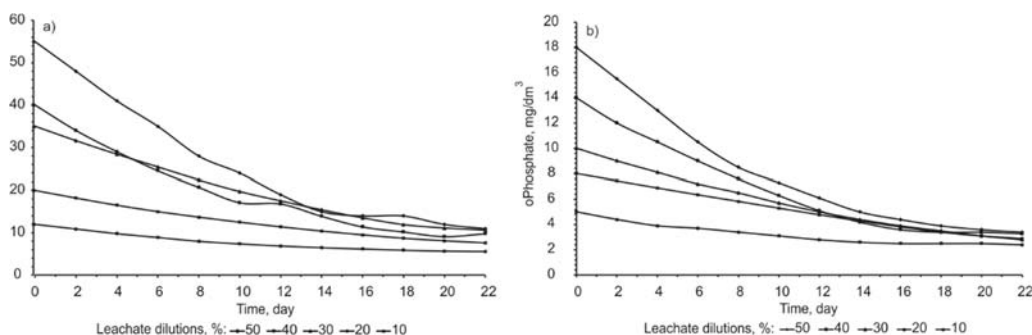 a)
60
50
40
30
20
10
0
0 2 4 6 8 10 12 14 16 18 20 22
Time, day
Leachate dilutions, %: 50 40 30 20 10
b)
oPhosphate, mg/dm³
20
18
16
14
12
10
8
6
4
2
0
0 2 4 6 8 10 12 14 16 18 20 22
Time, day
Leachate dilutions, %: 50 40 30 20 10